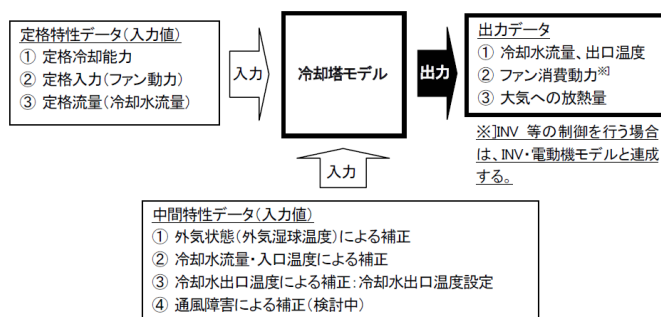 定格特性データ(入力値)
① 定格冷却能力
② 定格入力(ファン動力)
③ 定格流量(冷却水流量)
入力
冷却塔モデル
出力
出力データ
① 冷却水流量、出口温度
② ファン消費動力※]
③ 大気への放熱量
※]INV 等の制御を行う場合
は、INV・電動機モデルと連成
する。
入力
中間特性データ(入力値)
① 外気状態(外気湿球温度)による補正
② 冷却水流量・入口温度による補正
③ 冷却水出口温度による補正:冷却水出口温度設定
④ 通風障害による補正(検討中)